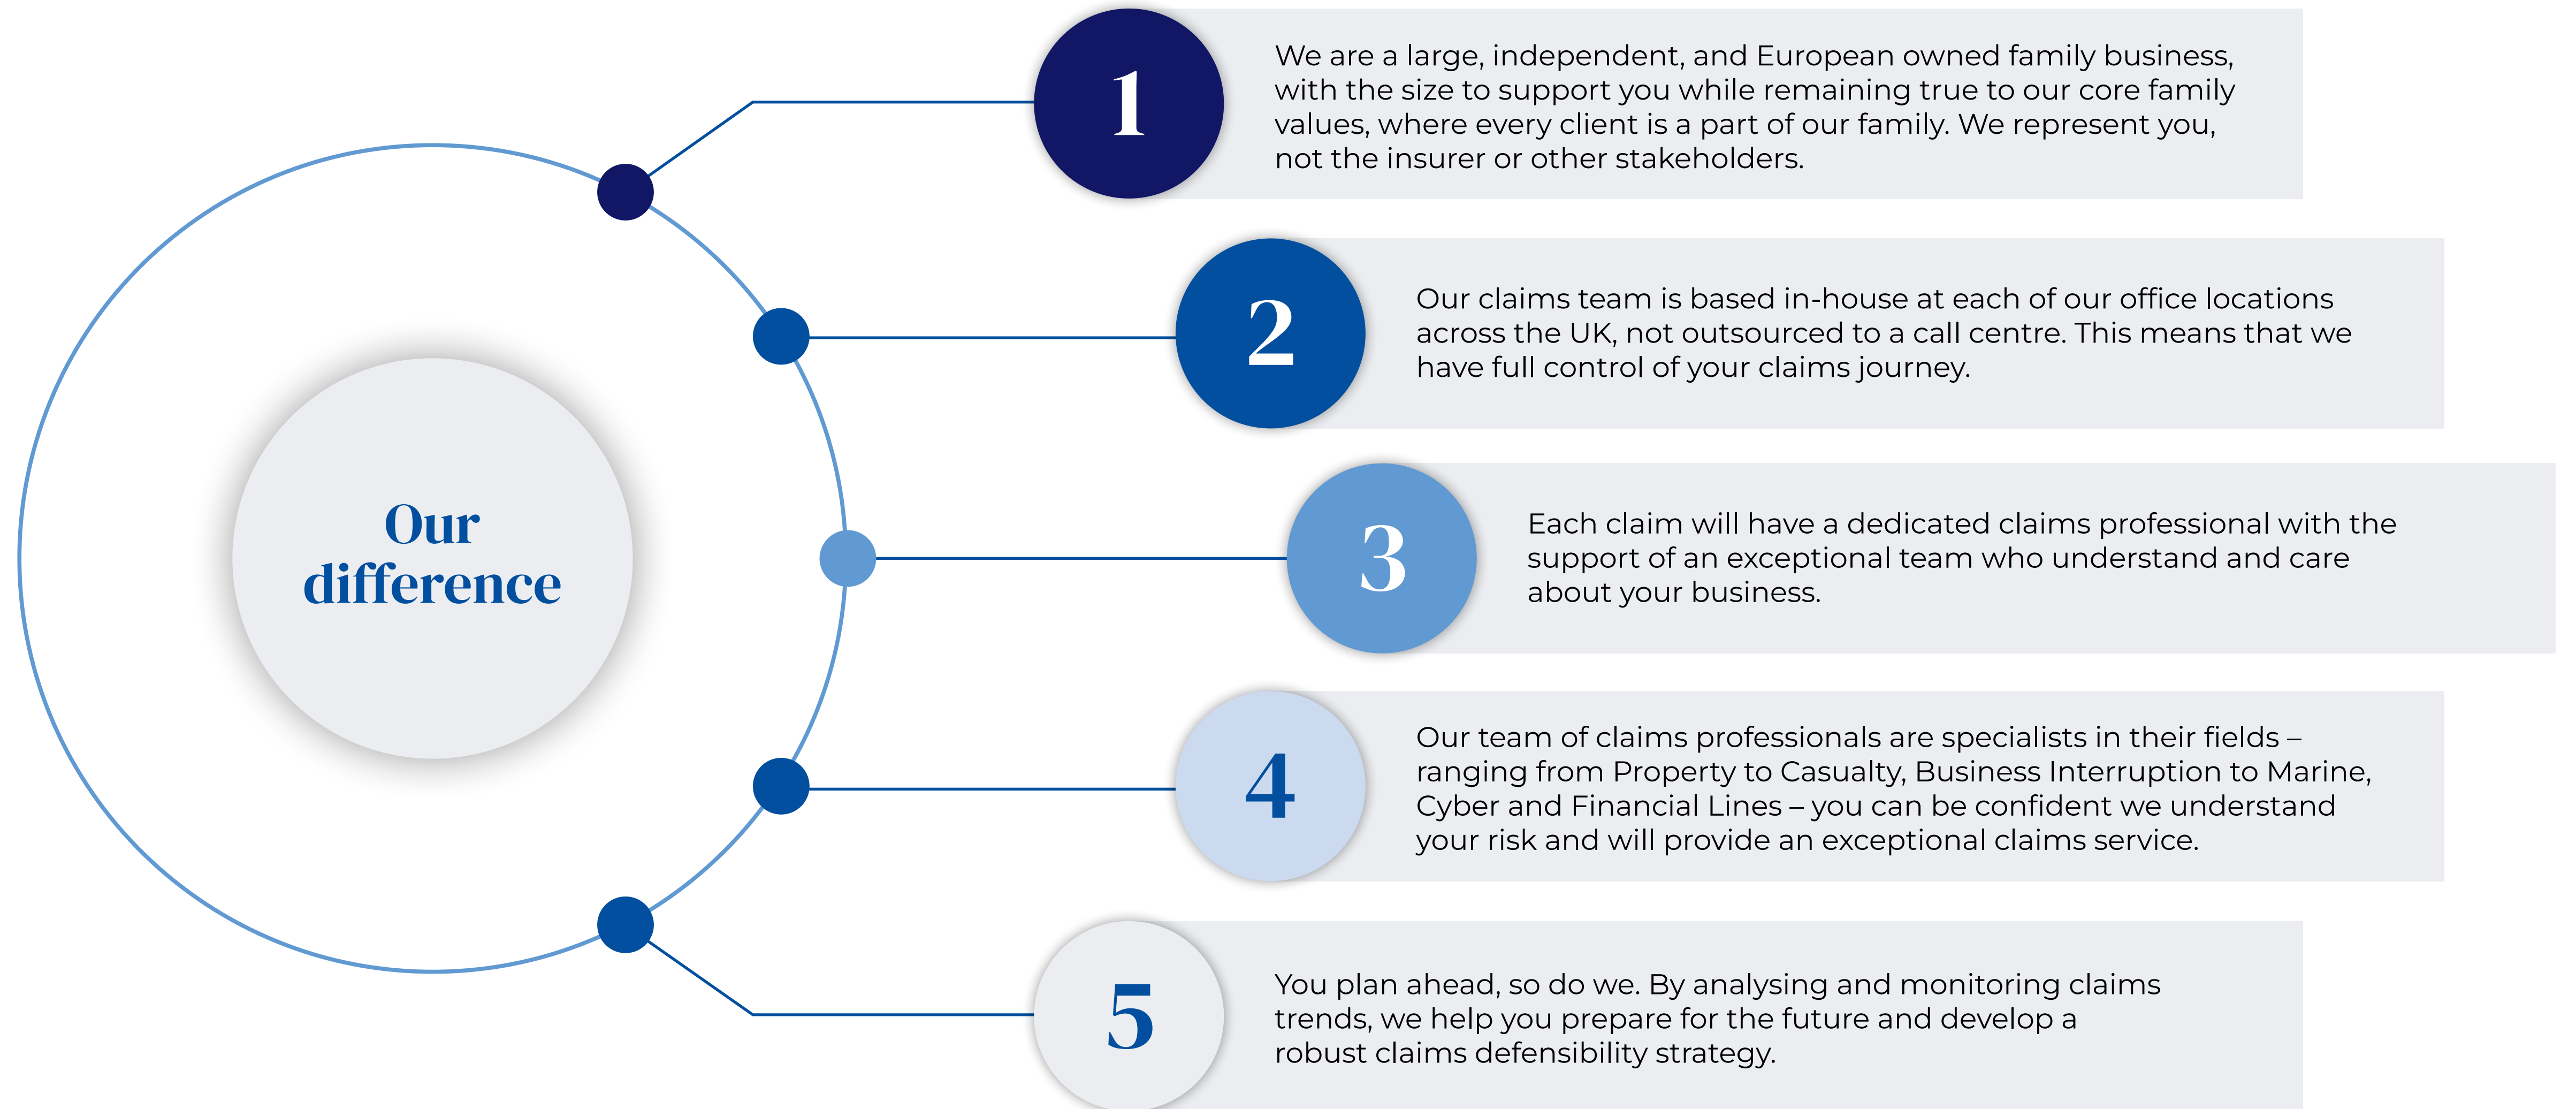 Our
difference
1
We are a large, independent, and European owned family business,
with the size to support you while remaining true to our core family
values, where every client is a part of our family. We represent you,
not the insurer or other stakeholders.
2
Our claims team is based in-house at each of our office locations
across the UK, not outsourced to a call centre. This means that we
have full control of your claims journey.
3
Each claim will have a dedicated claims professional with the
support of an exceptional team who understand and care
about your business.
4
Our team of claims professionals are specialists in their fields –
ranging from Property to Casualty, Business Interruption to Marine,
Cyber and Financial Lines – you can be confident we understand
your risk and will provide an exceptional claims service.
5
You plan ahead, so do we. By analysing and monitoring claims
trends, we help you prepare for the future and develop a
robust claims defensibility strategy.